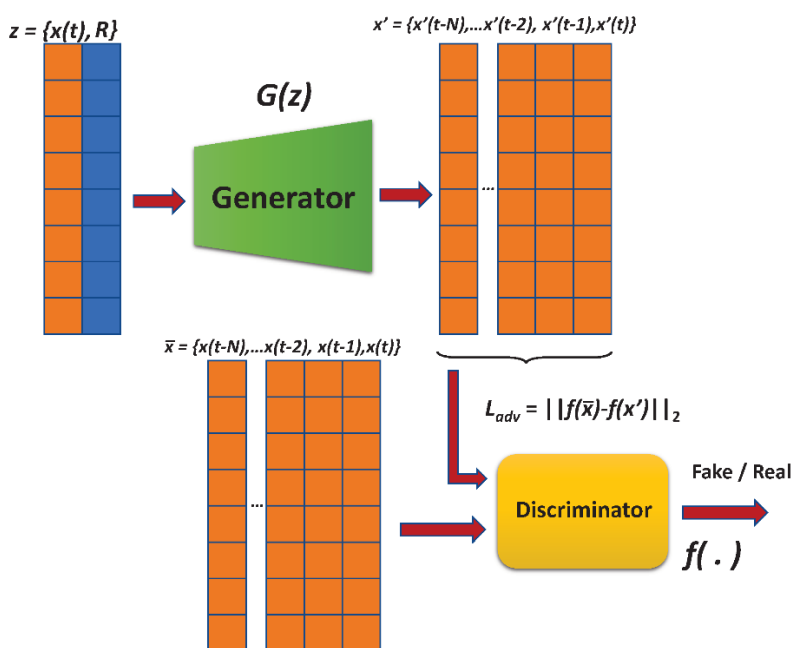 z = {x(t), R}
x' = {x'(t-N),...x'(t-2), x'(t-1),x'(t)}
G(z)
Generator
...
x̄ = {x(t-N),...x(t-2), x(t-1),x(t)}
L_adv = ||f(x̄)-f(x')||_2
...
Discriminator
Fake / Real
f( . )